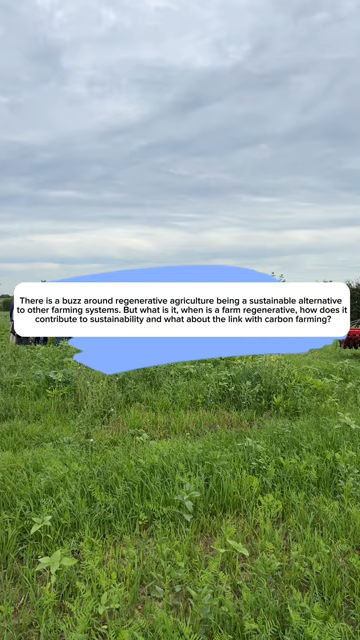 There is a buzz around regenerative agriculture being a sustainable alternative
to other farming systems. But what is it, when is a farm regenerative, how does it
contribute to sustainability and what about the link with carbon farming?